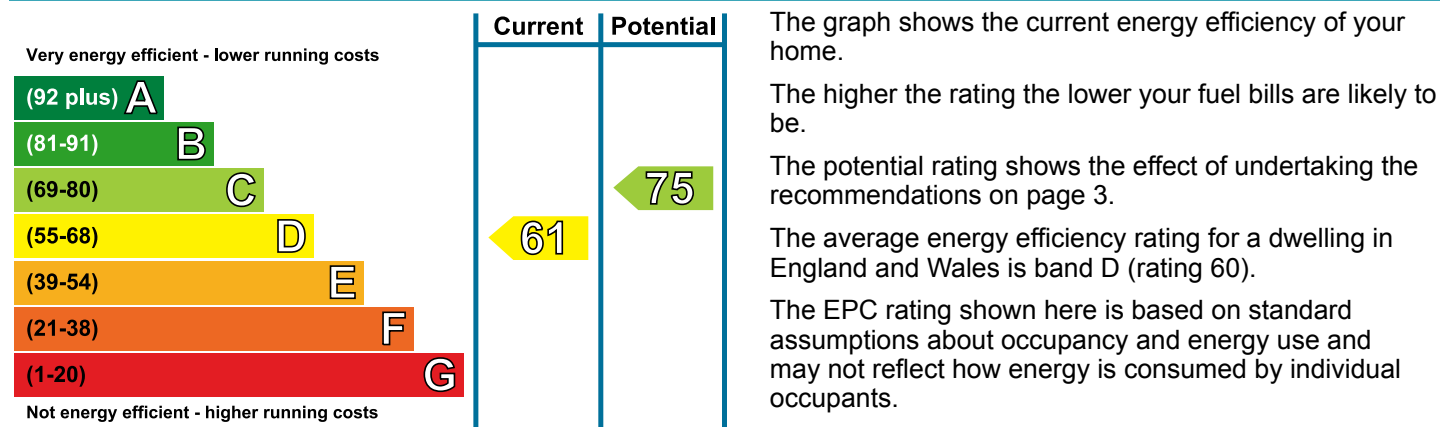 Current Potential
Very energy efficient - lower running costs
(92 plus) A
(81-91) B
(69-80) C
75
(55-68) D
61
(39-54) E
(21-38) F
(1-20) G
Not energy efficient - higher running costs
The graph shows the current energy efficiency of your
home.
The higher the rating the lower your fuel bills are likely to
be.
The potential rating shows the effect of undertaking the
recommendations on page 3.
The average energy efficiency rating for a dwelling in
England and Wales is band D (rating 60).
The EPC rating shown here is based on standard
assumptions about occupancy and energy use and
may not reflect how energy is consumed by individual
occupants.